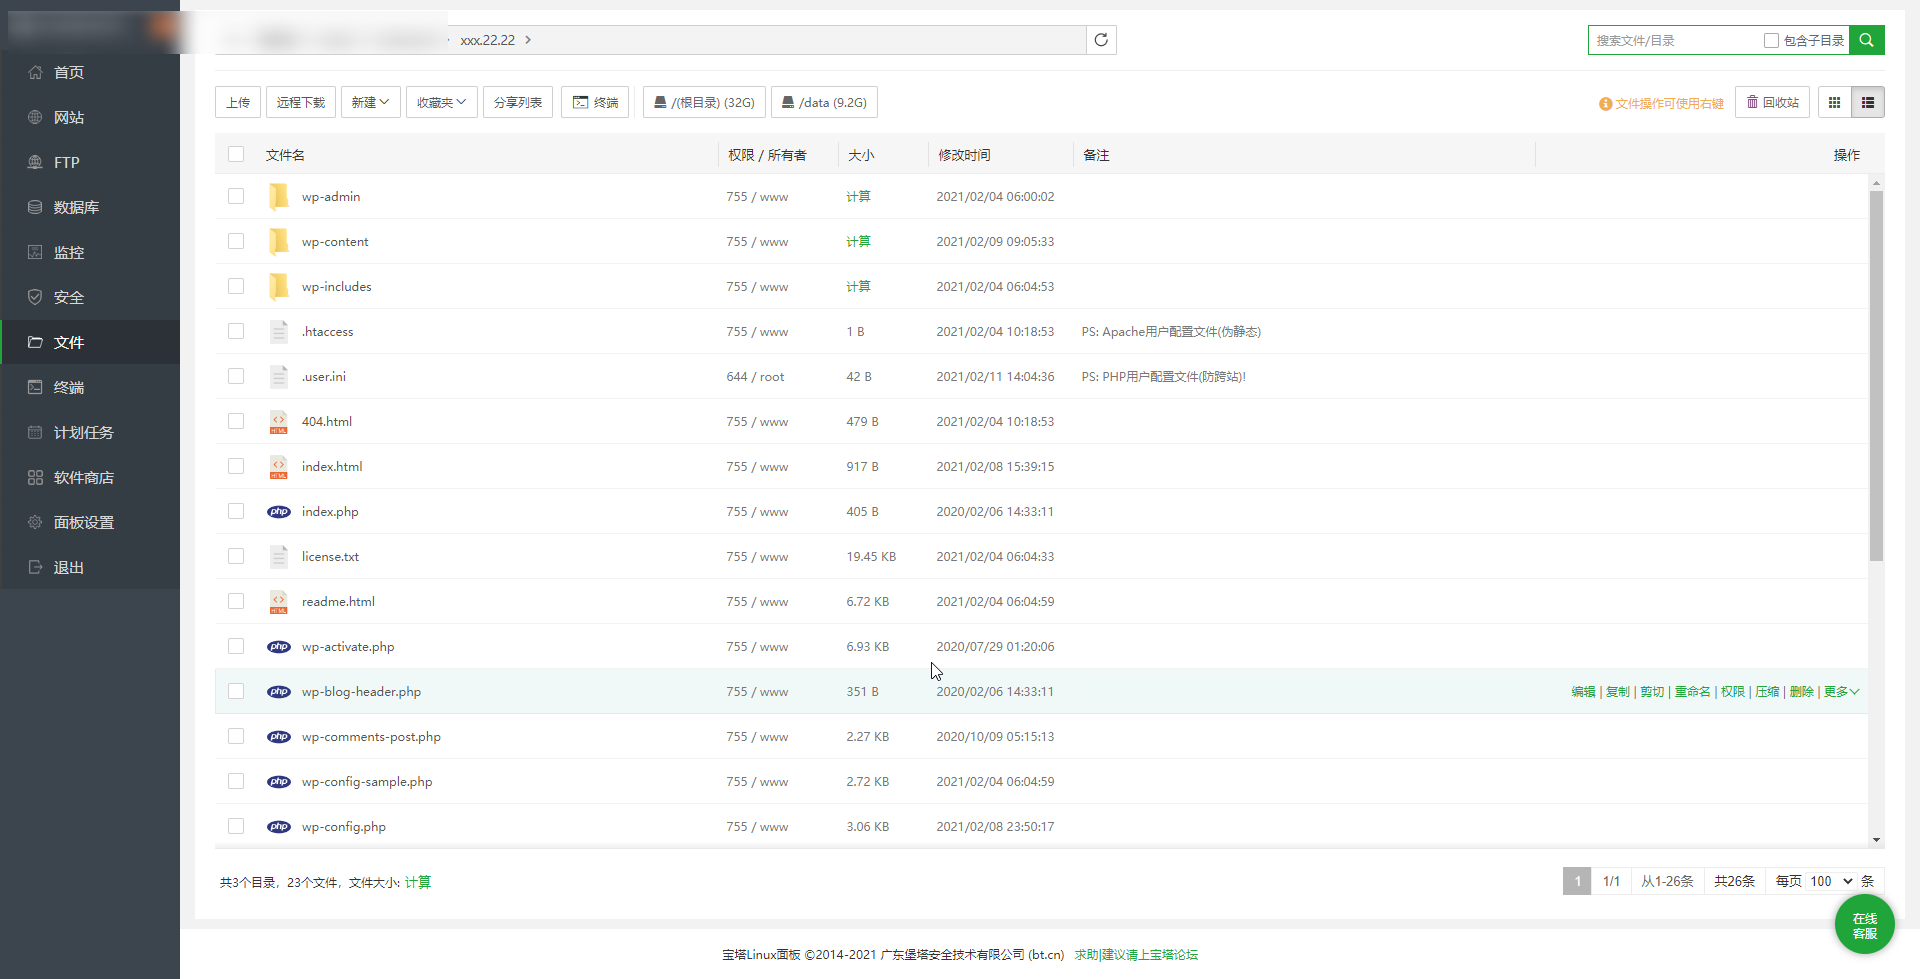 xxx.22.22
搜索文件/目录 包含子目录
首页
网站
FTP
数据库
监控
安全
文件
终端
计划任务
软件商店
面板设置
退出
上传 远程下载 新建 收藏夹 分享列表 终端 /(根目录) (32G) /data (9.2G) 文件操作可使用右键 回收站
文件名 权限 / 所有者 大小 修改时间 备注 操作
wp-admin 755 / www 计算 2021/02/04 06:00:02
wp-content 755 / www 计算 2021/02/09 09:05:33
wp-includes 755 / www 计算 2021/02/04 06:04:53
.htaccess 755 / www 1 B 2021/02/04 10:18:53 PS: Apache用户配置文件(伪静态)
.user.ini 644 / root 42 B 2021/02/11 14:04:36 PS: PHP用户配置文件(防跨站)!
HTML 404.html 755 / www 479 B 2021/02/04 10:18:53
HTML index.html 755 / www 917 B 2021/02/08 15:39:15
php index.php 755 / www 405 B 2020/02/06 14:33:11
license.txt 755 / www 19.45 KB 2021/02/04 06:04:33
HTML readme.html 755 / www 6.72 KB 2021/02/04 06:04:59
php wp-activate.php 755 / www 6.93 KB 2020/07/29 01:20:06
php wp-blog-header.php 755 / www 351 B 2020/02/06 14:33:11 编辑 | 复制 | 剪切 | 重命名 | 权限 | 压缩 | 删除 | 更多
php wp-comments-post.php 755 / www 2.27 KB 2020/10/09 05:15:13
php wp-config-sample.php 755 / www 2.72 KB 2021/02/04 06:04:59
php wp-config.php 755 / www 3.06 KB 2021/02/08 23:50:17
共3个目录，23个文件，文件大小: 计算
1 1/1 从1-26条 共26条 每页 100 条
在线
客服
宝塔Linux面板 ©2014-2021 广东堡塔安全技术有限公司 (bt.cn) 求助|建议请上宝塔论坛